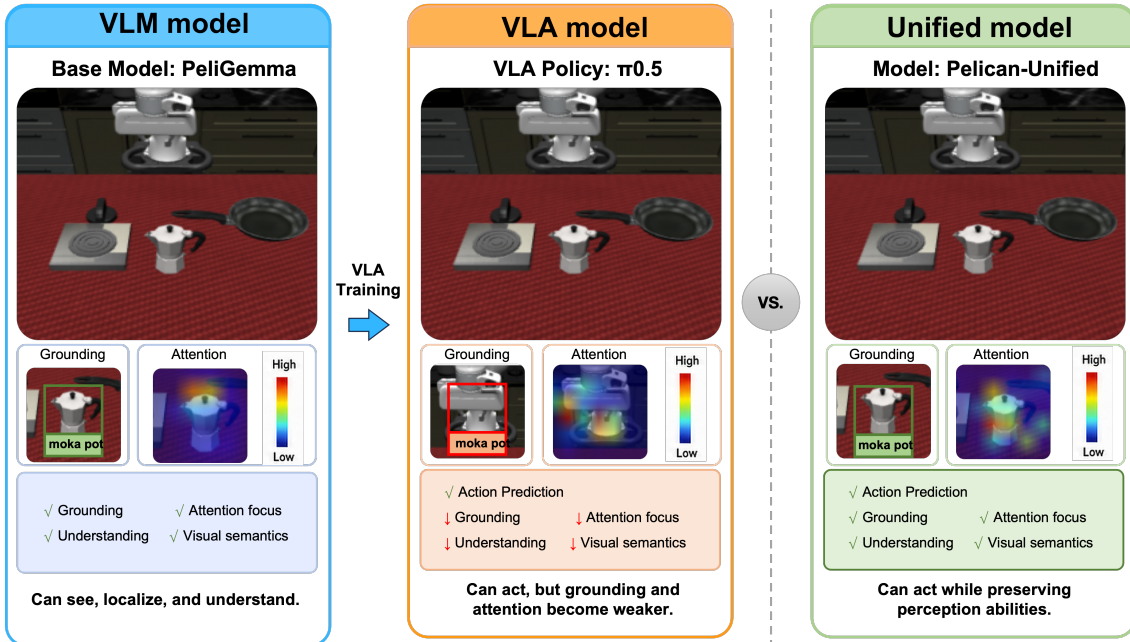 VLM model
Base Model: PeliGemma
Grounding
Attention
High
Low
moka pot
√ Grounding
√ Attention focus
√ Understanding
√ Visual semantics
Can see, localize, and understand.
VLA
Training
VLA model
VLA Policy: π0.5
Grounding
Attention
High
Low
moka pot
√ Action Prediction
↓ Grounding
↓ Attention focus
↓ Understanding
↓ Visual semantics
Can act, but grounding and
attention become weaker.
VS.
Unified model
Model: Pelican-Unified
Grounding
Attention
High
Low
moka pot
√ Action Prediction
√ Grounding
√ Attention focus
√ Understanding
√ Visual semantics
Can act while preserving
perception abilities.